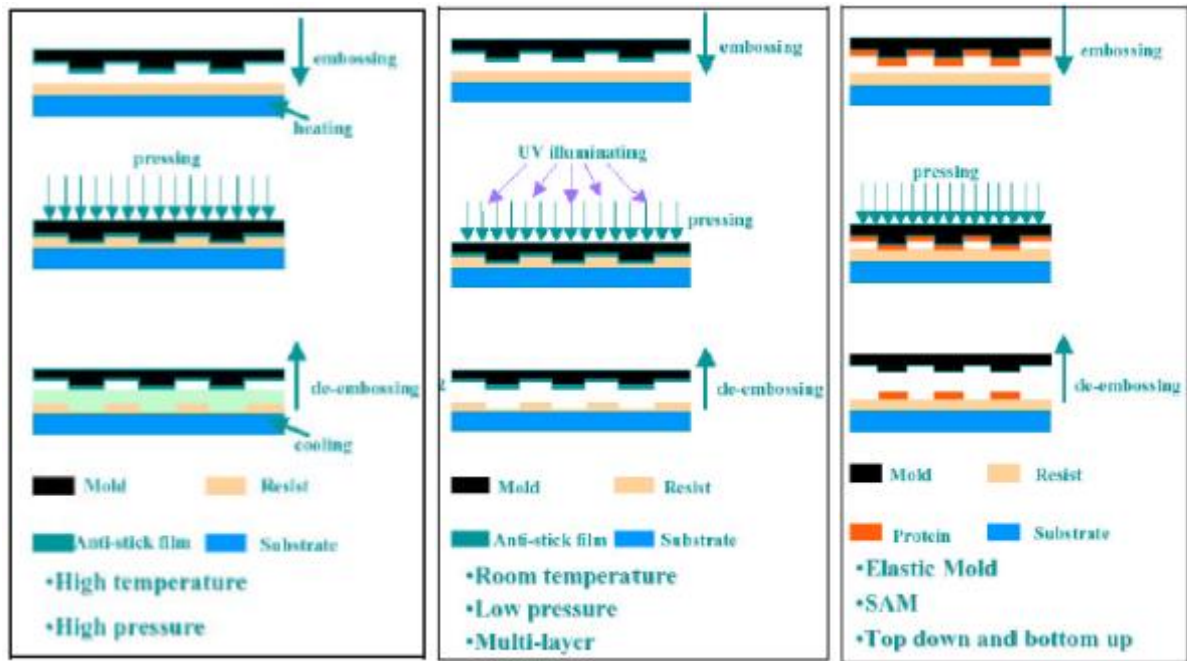 embossing
heating
pressing
de-embossing
cooling
Mold Resist
Anti-stick film Substrate
•High temperature
•High pressure
embossing
UV illuminating
pressing
de-embossing
Mold Resist
Anti-stick film Substrate
•Room temperature
•Low pressure
•Multi-layer
embossing
pressing
de-embossing
Mold Resist
Protein Substrate
•Elastic Mold
•SAM
•Top down and bottom up